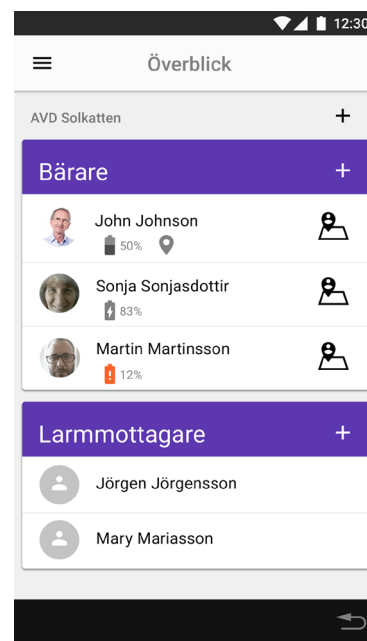 12:30
Överblick
AVD Solkatten
Bärare
John Johnson
50%
Sonja Sonjasdottir
83%
Martin Martinsson
12%
Larmmottagare
Jörgen Jörgensson
Mary Mariasson